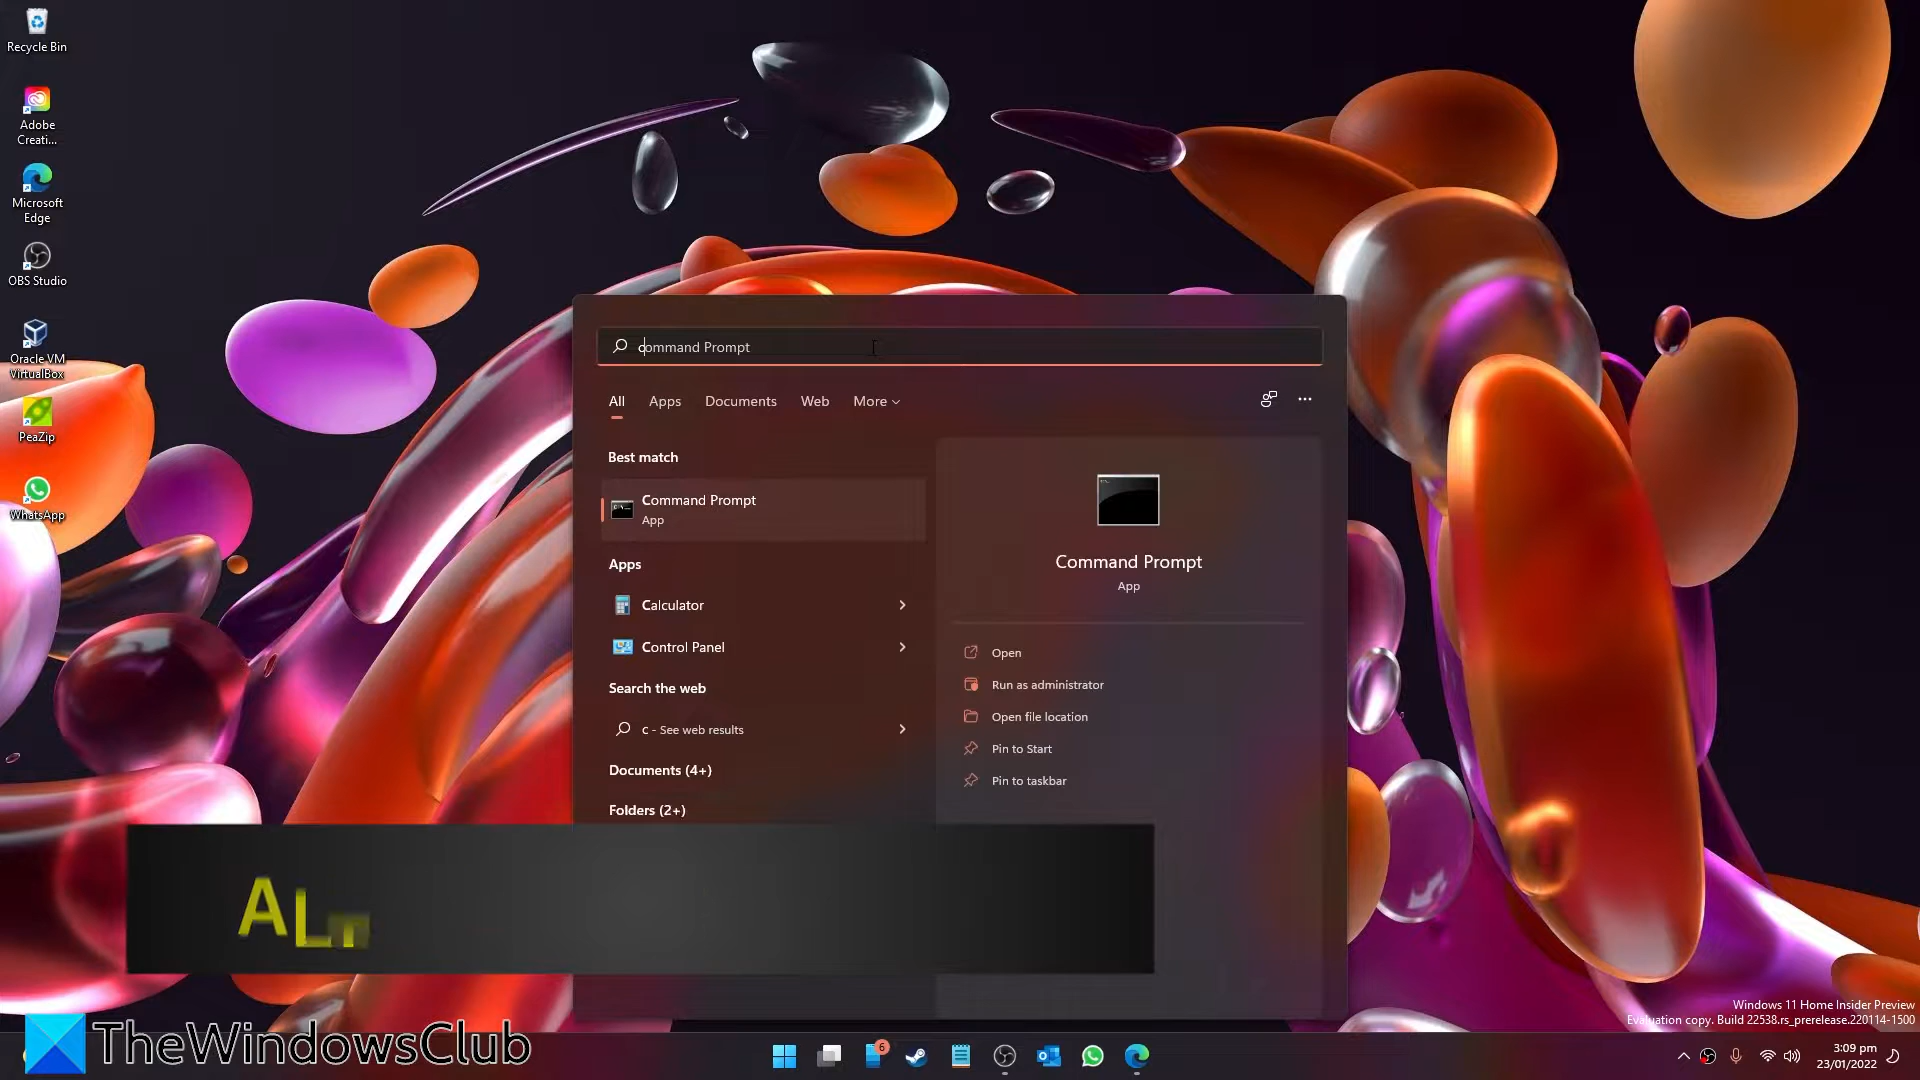 Recycle Bin
Adobe
Creati...
Microsoft
Edge
OBS Studio
Oracle VM
VirtualBox
PeaZip
WhatsApp
command Prompt
All Apps Documents Web More
Best match
Command Prompt
App
Apps
Calculator
Control Panel
Search the web
c - See web results
Documents (4+)
Folders (2+)
Command Prompt
App
Open
Run as administrator
Open file location
Pin to Start
Pin to taskbar
Windows 11 Home Insider Preview
Evaluation copy. Build 22538.rs_prerelease.220114-1500
TheWindowsClub
6
3:09 pm
23/01/2022